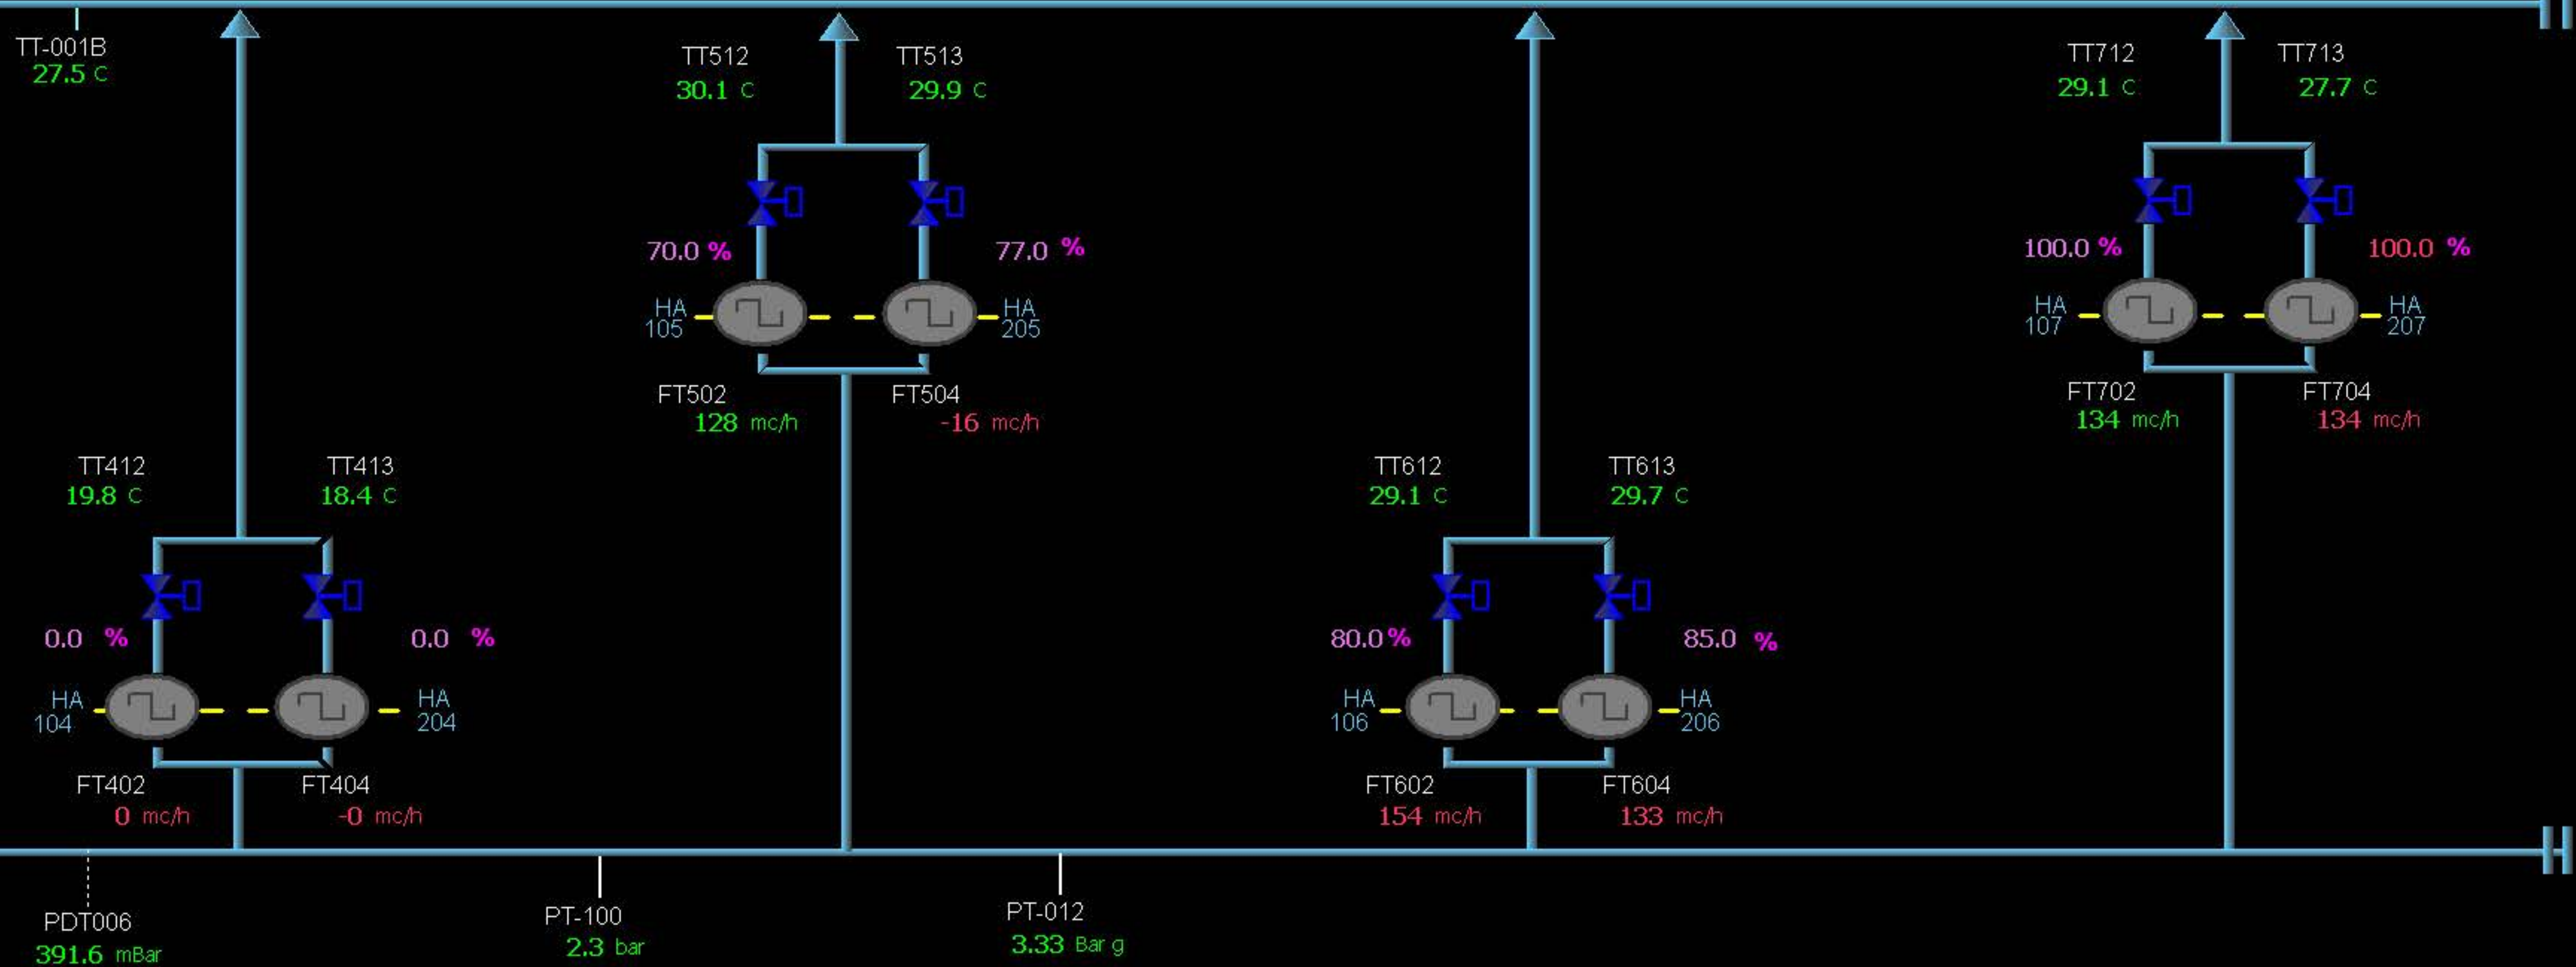 TT-001B
27.5 C
TT512
30.1 C
TT513
29.9 C
TT712
29.1 C
TT713
27.7 C
70.0 %
77.0 %
100.0 %
100.0 %
HA
105
HA
205
HA
107
HA
207
FT502
128 mc/h
FT504
-16 mc/h
FT702
134 mc/h
FT704
134 mc/h
TT412
19.8 C
TT413
18.4 C
TT612
29.1 C
TT613
29.7 C
0.0 %
0.0 %
80.0 %
85.0 %
HA
104
HA
204
HA
106
HA
206
FT402
0 mc/h
FT404
-0 mc/h
FT602
154 mc/h
FT604
133 mc/h
PDT006
391.6 mBar
PT-100
2.3 bar
PT-012
3.33 Bar g